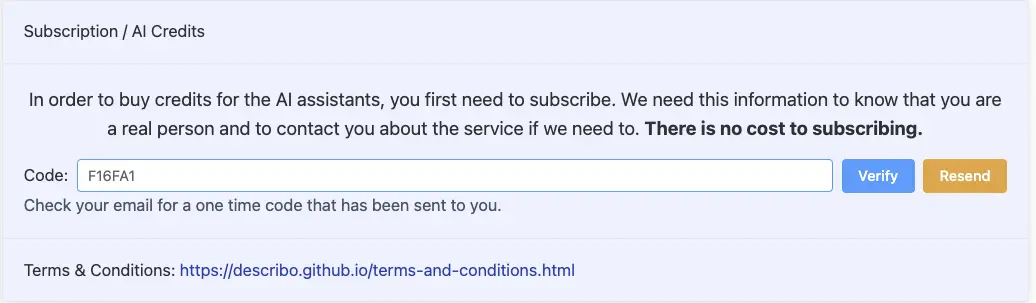 Subscription / AI Credits
In order to buy credits for the AI assistants, you first need to subscribe. We need this information to know that you are
a real person and to contact you about the service if we need to. There is no cost to subscribing.
Code: F16FA1 Verify Resend
Check your email for a one time code that has been sent to you.
Terms & Conditions: https://describo.github.io/terms-and-conditions.html